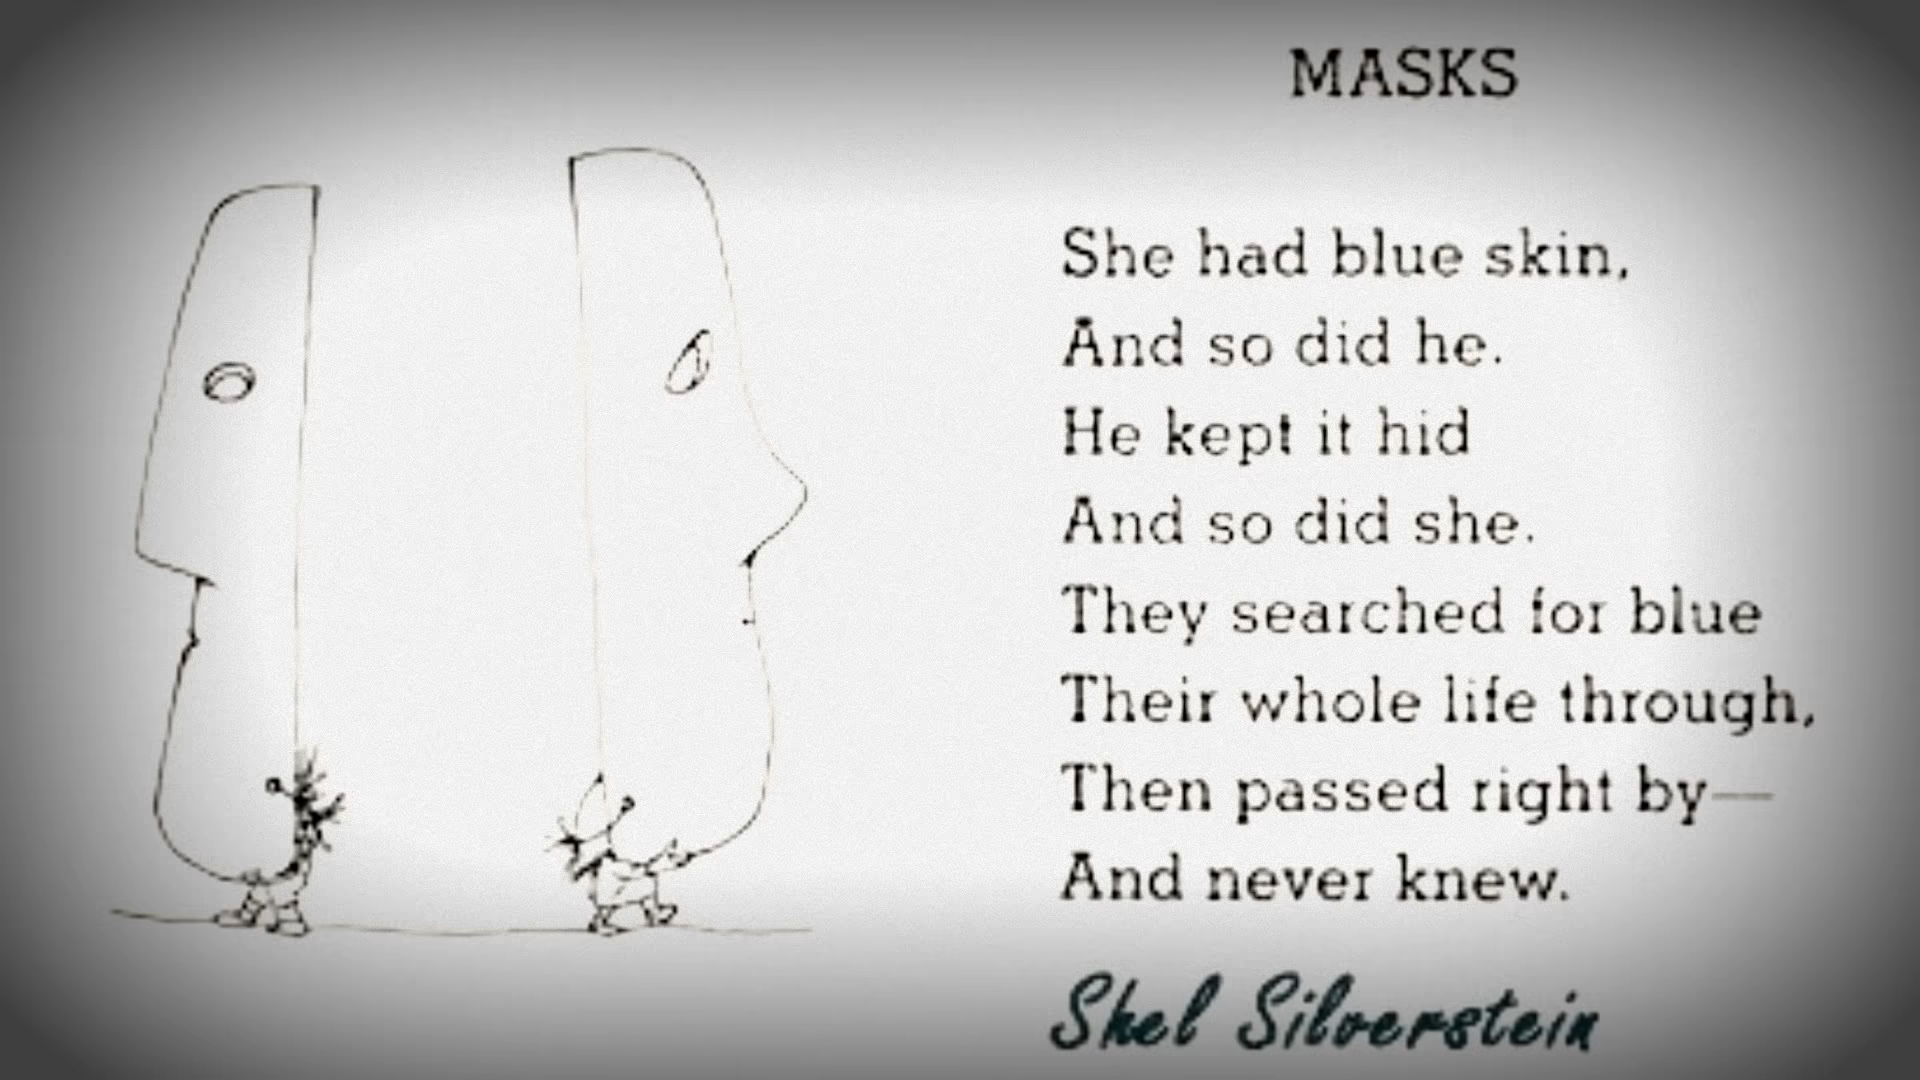 MASKS
She had blue skin,
And so did he.
He kept it hid
And so did she.
They searched for blue
Their whole life through,
Then passed right by—
And never knew.
Shel Silverstein